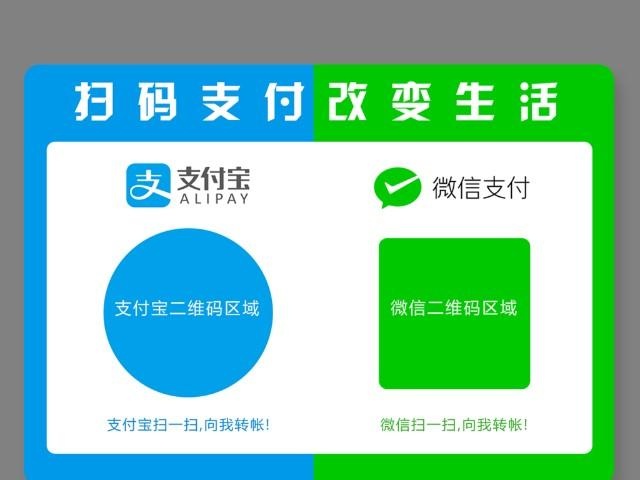 扫码支付改变生活
支付宝
ALIPAY
微信支付
支付宝二维码区域
微信二维码区域
支付宝扫一扫,向我转帐!
微信扫一扫,向我转帐!